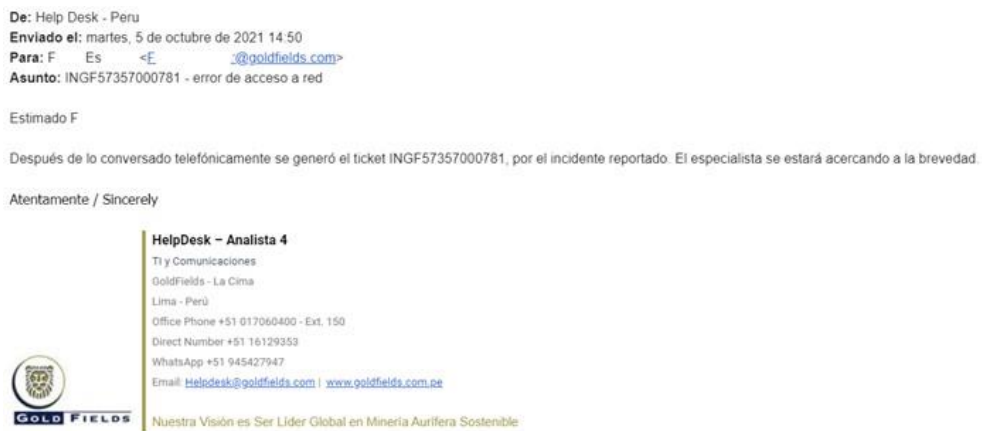 De: Help Desk - Peru
Enviado el: martes, 5 de octubre de 2021 14:50
Para: F Es <F :@goldfields.com>
Asunto: INGF57357000781 - error de acceso a red
Estimado F
Después de lo conversado telefónicamente se generó el ticket INGF57357000781, por el incidente reportado. El especialista se estará acercando a la brevedad.
Atentamente / Sincerely
HelpDesk – Analista 4
TI y Comunicaciones
GoldFields - La Cima
Lima - Perú
Office Phone +51 017060400 - Ext. 150
Direct Number +51 16129353
WhatsApp +51 945427947
Email: Helpdesk@goldfields.com | www.goldfields.com.pe
GOLD FIELDS
Nuestra Visión es Ser Líder Global en Minería Aurífera Sostenible